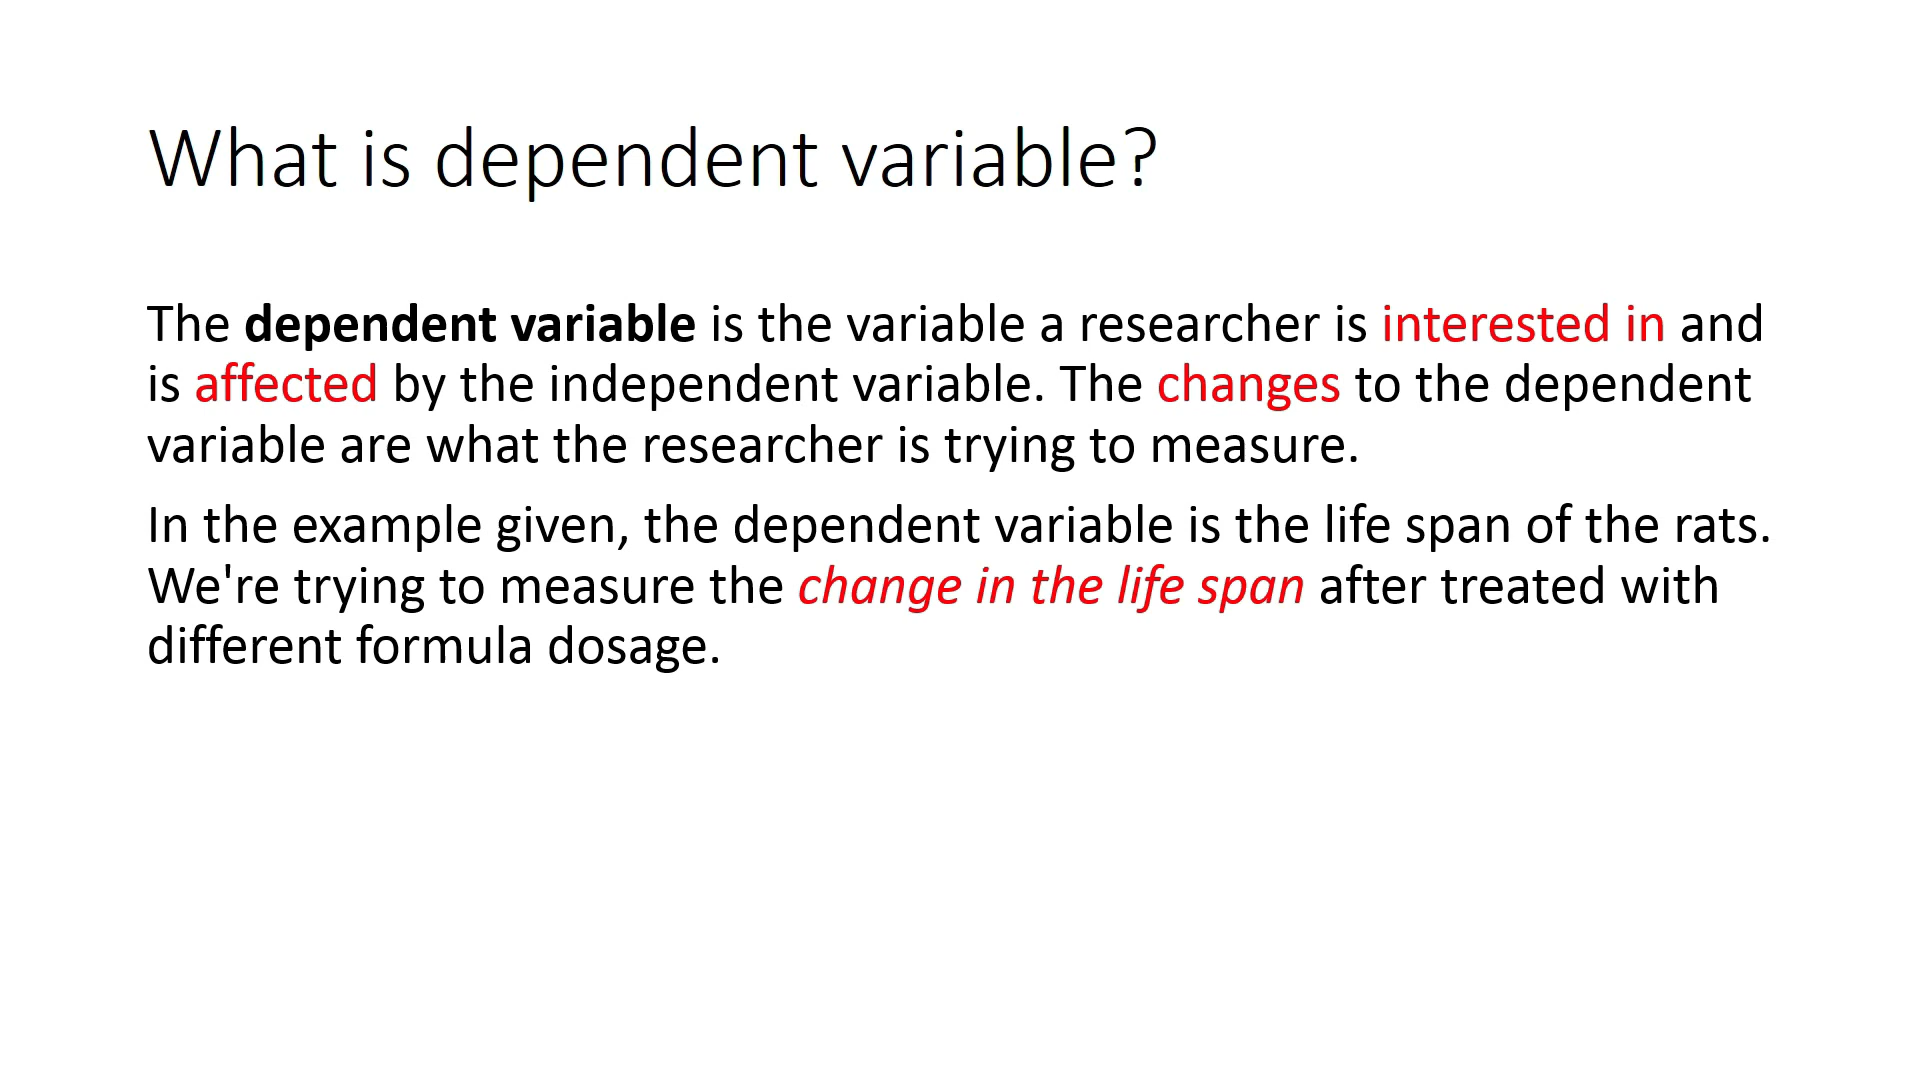 What is dependent variable?
The dependent variable is the variable a researcher is interested in and
is affected by the independent variable. The changes to the dependent
variable are what the researcher is trying to measure.
In the example given, the dependent variable is the life span of the rats.
We're trying to measure the change in the life span after treated with
different formula dosage.